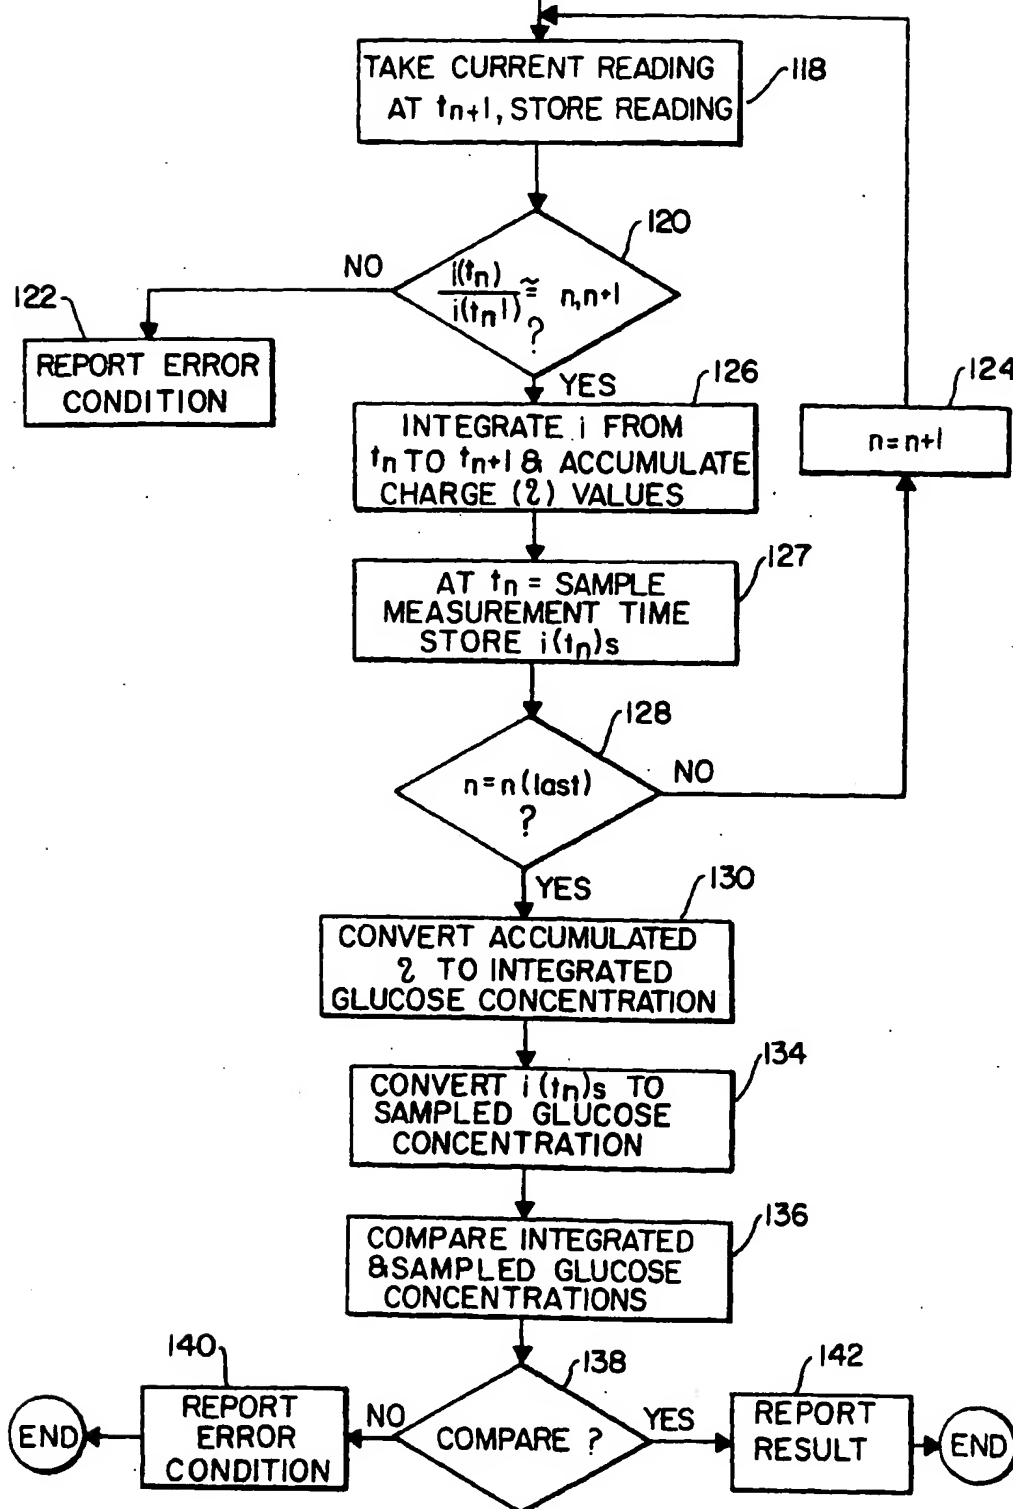 TAKE CURRENT READING
AT tn+1, STORE READING
118
120
NO
i(tn)
i(tn1)
≅ n, n+1
?
122
REPORT ERROR
CONDITION
YES
126
124
INTEGRATE i FROM
tn TO tn+1 & ACCUMULATE
CHARGE (2) VALUES
n=n+1
127
AT tn = SAMPLE
MEASUREMENT TIME
STORE i(tn)s
128
n=n(last)
?
NO
YES
130
CONVERT ACCUMULATED
2 TO INTEGRATED
GLUCOSE CONCENTRATION
134
CONVERT i(tn)s TO
SAMPLED GLUCOSE
CONCENTRATION
136
COMPARE INTEGRATED
&SAMPLED GLUCOSE
CONCENTRATIONS
140
138
142
END
REPORT
ERROR
CONDITION
NO
COMPARE ?
YES
REPORT
RESULT
END